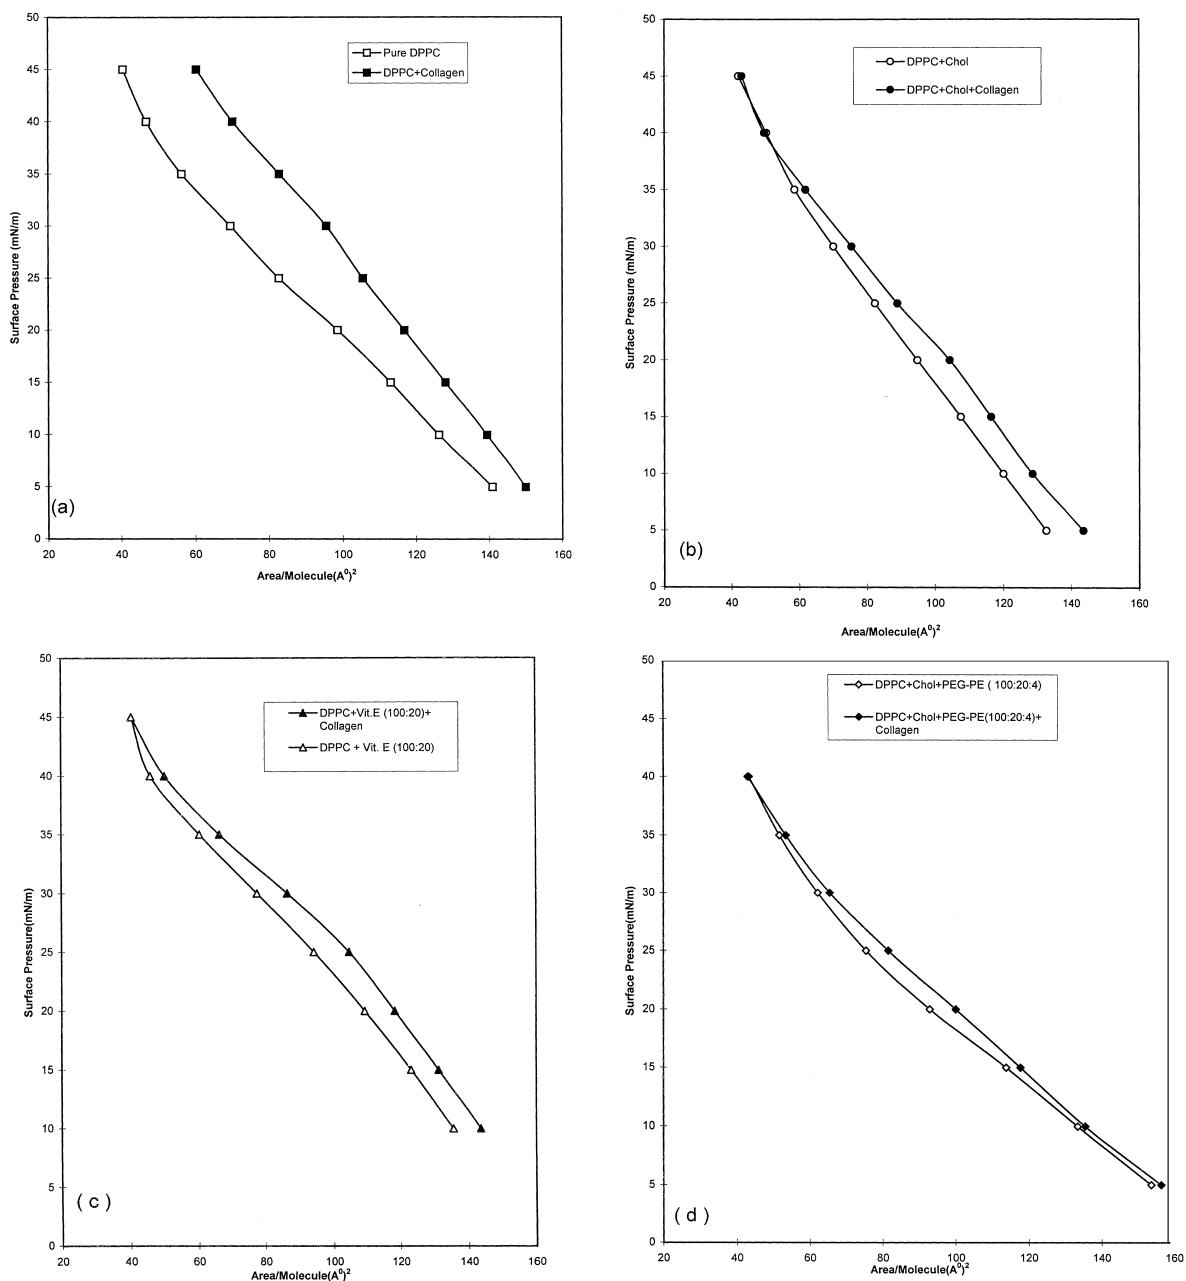 50
45
40
35
30
25
20
15
10
5
0
Surface Pressure (mN/m)
Pure DPPC
DPPC+Collagen
(a)
20 40 60 80 100 120 140 160
Area/Molecule(A⁰)²
50
45
40
35
30
25
20
15
10
5
0
Surface Pressure (mN/m)
DPPC+Chol
DPPC+Chol+Collagen
(b)
20 40 60 80 100 120 140 160
Area/Molecule(A⁰)²
50
45
40
35
30
25
20
15
10
5
0
Surface Pressure(mN/m)
DPPC+Vit.E (100:20)+
Collagen
DPPC + Vit. E (100:20)
( c )
20 40 60 80 100 120 140 160
Area/Molecule(A⁰)²
50
45
40
35
30
25
20
15
10
5
0
Surface Pressure(mN/m)
DPPC+Chol+PEG-PE ( 100:20:4)
DPPC+Chol+PEG-PE(100:20:4)+
Collagen
( d )
20 40 60 80 100 120 140 160
Area/Molecule(A⁰)²